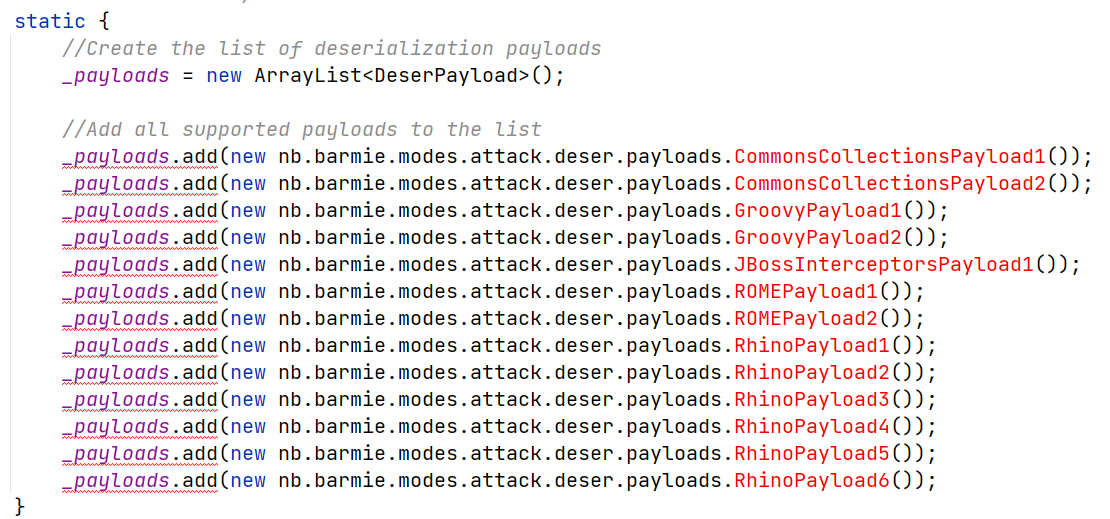 static {
//Create the list of deserialization payloads
_payloads = new ArrayList<DeserPayload>();
//Add all supported payloads to the list
_payloads.add(new nb.barmie.modes.attack.deser.payloads.CommonsCollectionsPayload1());
_payloads.add(new nb.barmie.modes.attack.deser.payloads.CommonsCollectionsPayload2());
_payloads.add(new nb.barmie.modes.attack.deser.payloads.GroovyPayload1());
_payloads.add(new nb.barmie.modes.attack.deser.payloads.GroovyPayload2());
_payloads.add(new nb.barmie.modes.attack.deser.payloads.JBossInterceptorsPayload1());
_payloads.add(new nb.barmie.modes.attack.deser.payloads.ROMEPayload1());
_payloads.add(new nb.barmie.modes.attack.deser.payloads.ROMEPayload2());
_payloads.add(new nb.barmie.modes.attack.deser.payloads.RhinoPayload1());
_payloads.add(new nb.barmie.modes.attack.deser.payloads.RhinoPayload2());
_payloads.add(new nb.barmie.modes.attack.deser.payloads.RhinoPayload3());
_payloads.add(new nb.barmie.modes.attack.deser.payloads.RhinoPayload4());
_payloads.add(new nb.barmie.modes.attack.deser.payloads.RhinoPayload5());
_payloads.add(new nb.barmie.modes.attack.deser.payloads.RhinoPayload6());
}